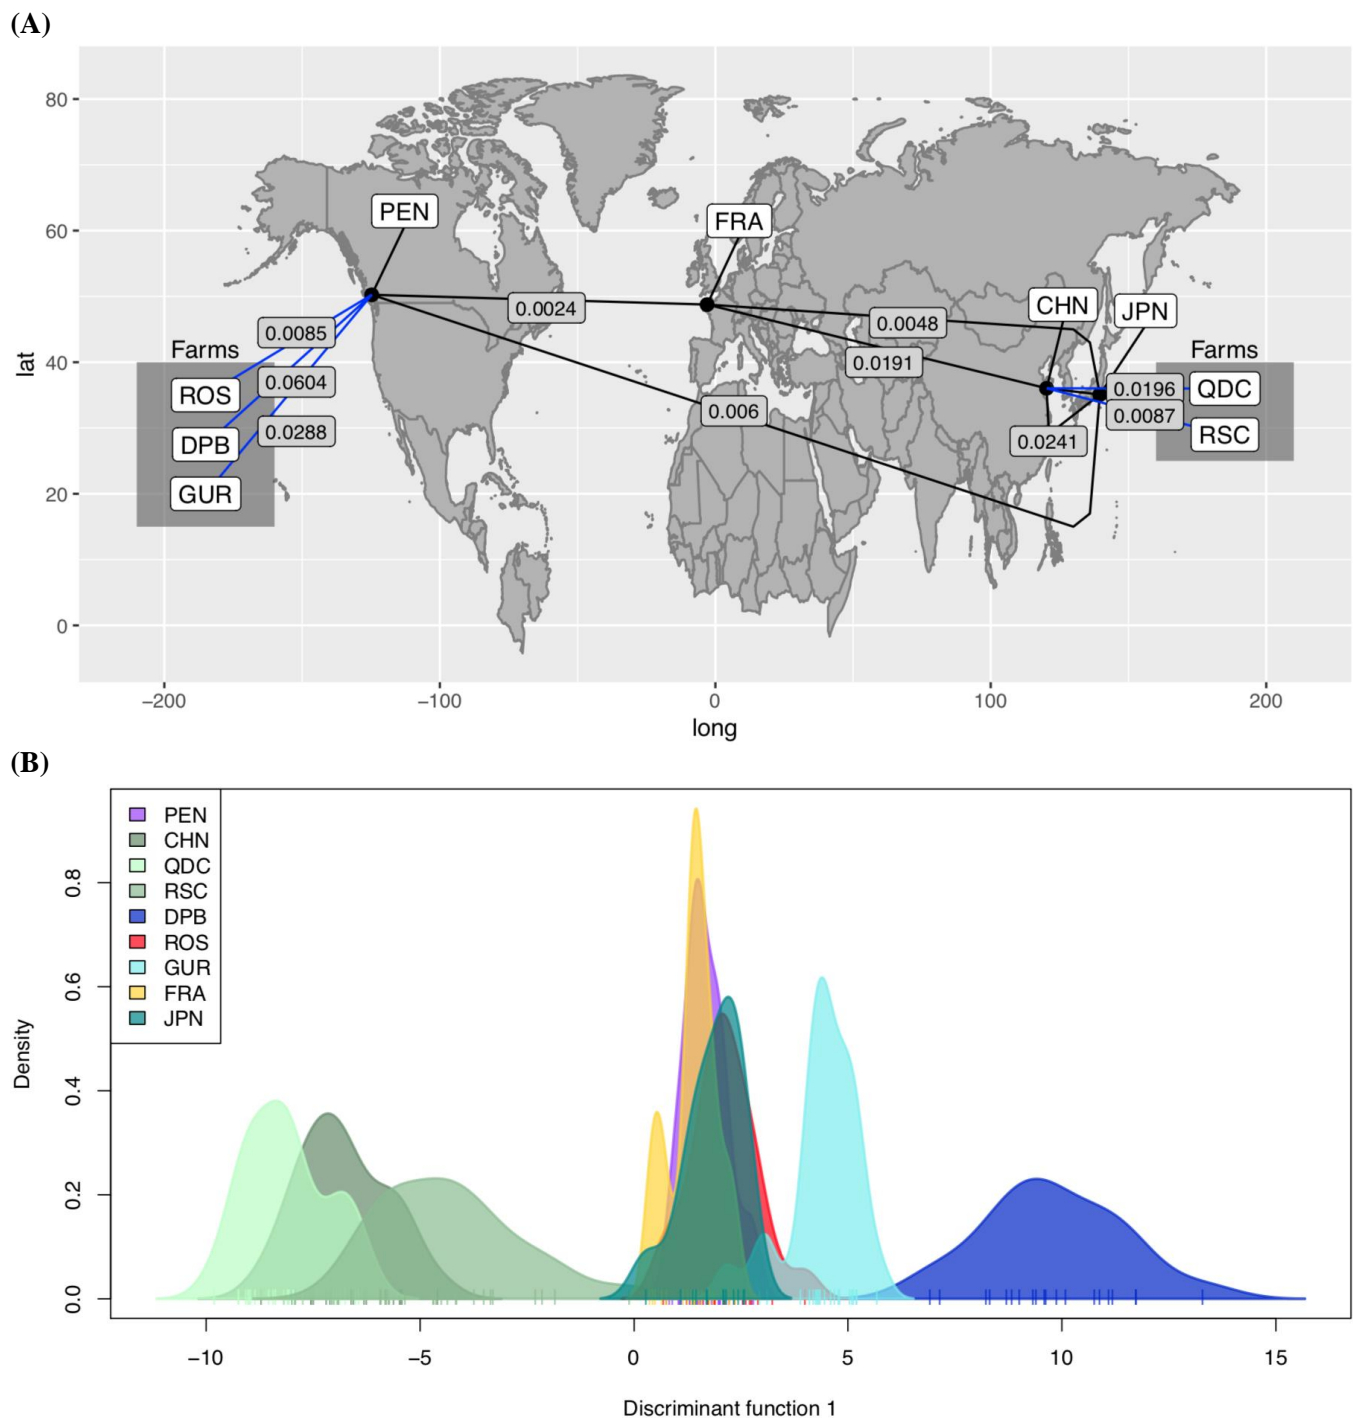 (A)
80
60
40
20
0
lat
PEN
FRA
CHN
JPN
0.0024
0.0048
0.0085
Farms
0.0191
Farms
ROS
0.0604
0.0196
QDC
0.006
0.0087
DPB
0.0288
0.0241
RSC
GUR
−200
−100
0
100
200
long
(B)
PEN
CHN
QDC
RSC
DPB
ROS
GUR
FRA
JPN
0.8
0.6
0.4
0.2
0.0
Density
−10
−5
0
5
10
15
Discriminant function 1